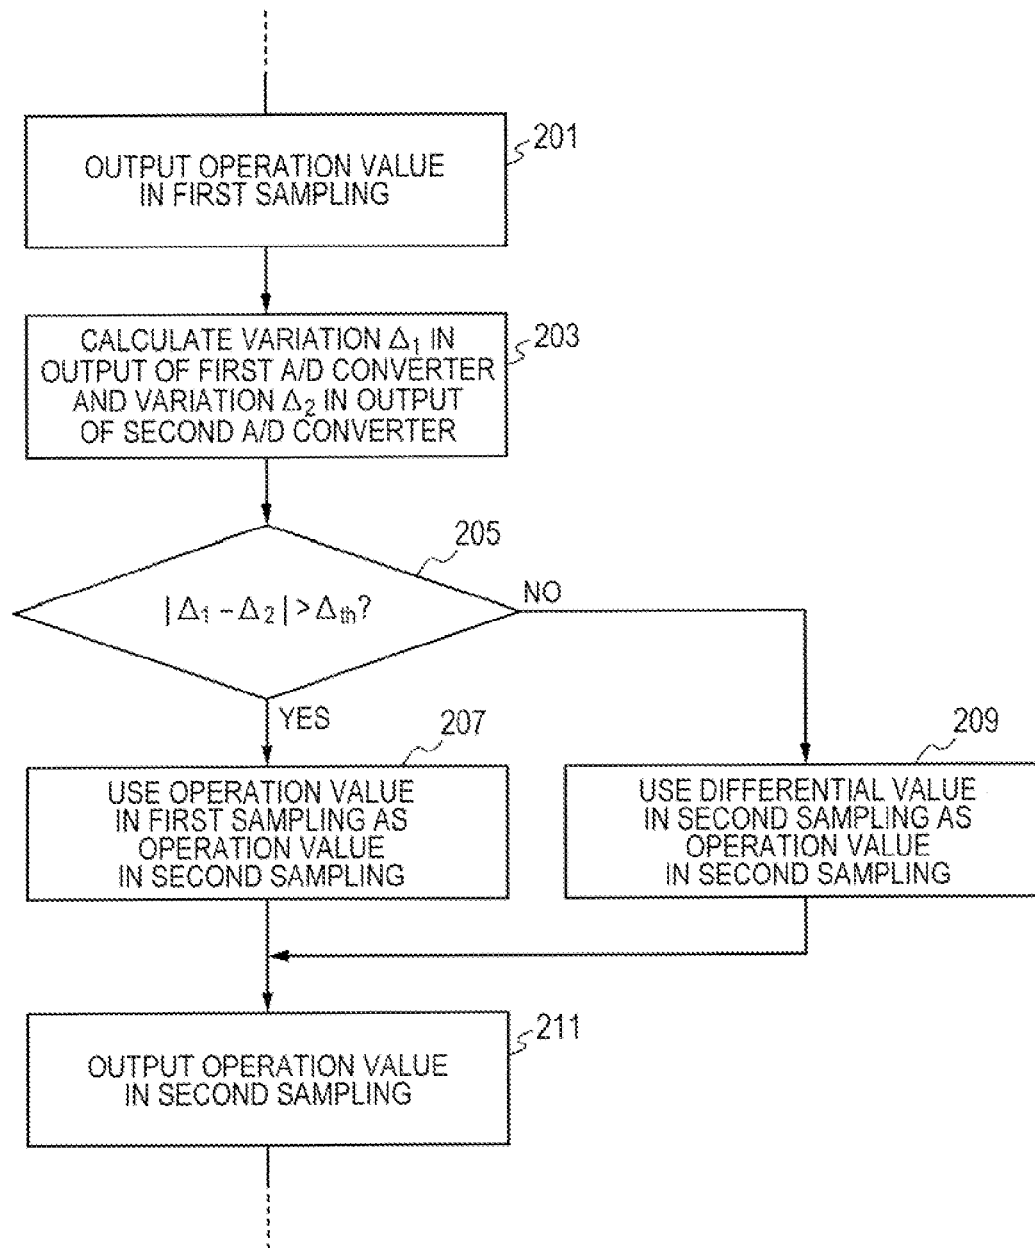 OUTPUT OPERATION VALUE
IN FIRST SAMPLING
201
CALCULATE VARIATION Δ₁ IN
OUTPUT OF FIRST A/D CONVERTER
AND VARIATION Δ₂ IN OUTPUT
OF SECOND A/D CONVERTER
203
|Δ₁ - Δ₂| > Δth?
205
NO
YES
207
USE OPERATION VALUE
IN FIRST SAMPLING AS
OPERATION VALUE
IN SECOND SAMPLING
209
USE DIFFERENTIAL VALUE
IN SECOND SAMPLING AS
OPERATION VALUE
IN SECOND SAMPLING
OUTPUT OPERATION VALUE
IN SECOND SAMPLING
211